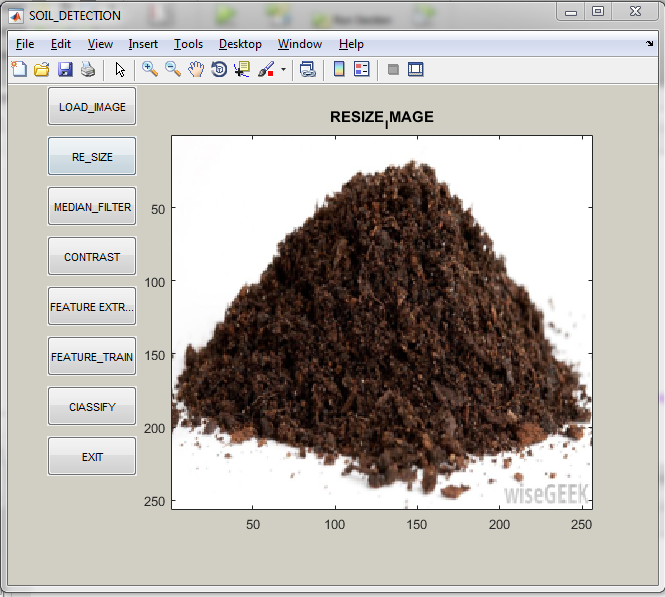 SOIL_DETECTION
File Edit View Insert Tools Desktop Window Help
LOAD_IMAGE
RE_SIZE
MEDIAN_FILTER
CONTRAST
FEATURE EXTR...
FEATURE_TRAIN
ClASSIFY
EXIT
RESIZE_IMAGE
50
100
150
200
250
50 100 150 200 250
wiseGEEK